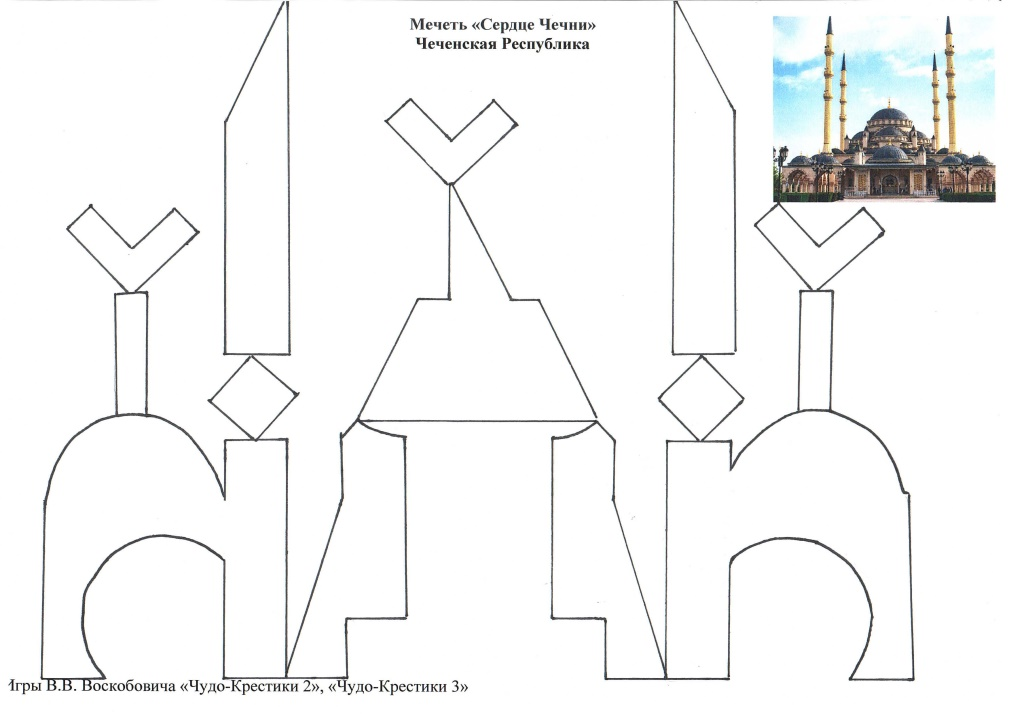 Мечеть «Сердце Чечни»
Чеченская Республика
Игры В.В. Воскобовича «Чудо-Крестики 2», «Чудо-Крестики 3»